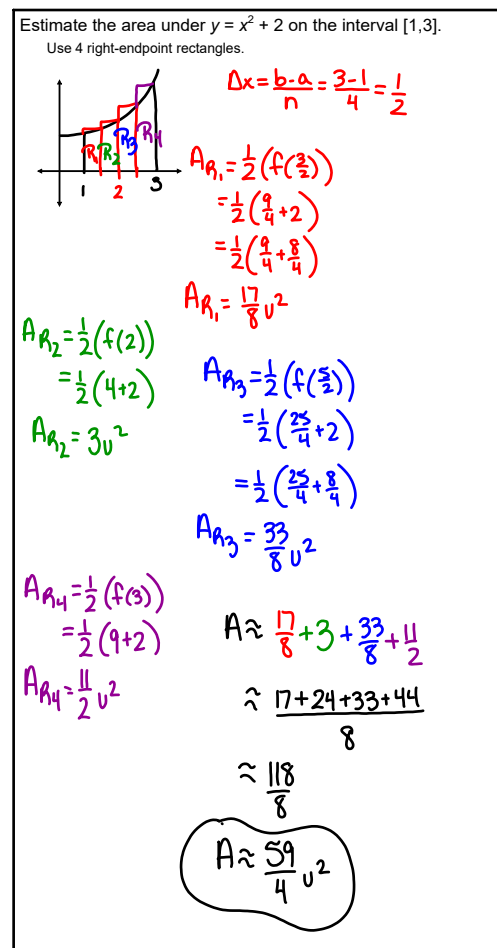 Estimate the area under y = x² + 2 on the interval [1,3].
Use 4 right-endpoint rectangles.
R₁ R₂ R₃ R₄
1 2 3
Δx = (b-a)/n = (3-1)/4 = 1/2
A_R₁ = 1/2 (f(3/2))
= 1/2 (9/4 + 2)
= 1/2 (9/4 + 8/4)
A_R₁ = 17/8 u²
A_R₂ = 1/2 (f(2))
= 1/2 (4+2)
A_R₂ = 3u²
A_R₃ = 1/2 (f(5/2))
= 1/2 (25/4 + 2)
= 1/2 (25/4 + 8/4)
A_R₃ = 33/8 u²
A_R₄ = 1/2 (f(3))
= 1/2 (9+2)
A_R₄ = 11/2 u²
A ≈ 17/8 + 3 + 33/8 + 11/2
≈ (17+24+33+44)/8
≈ 118/8
A ≈ 59/4 u²